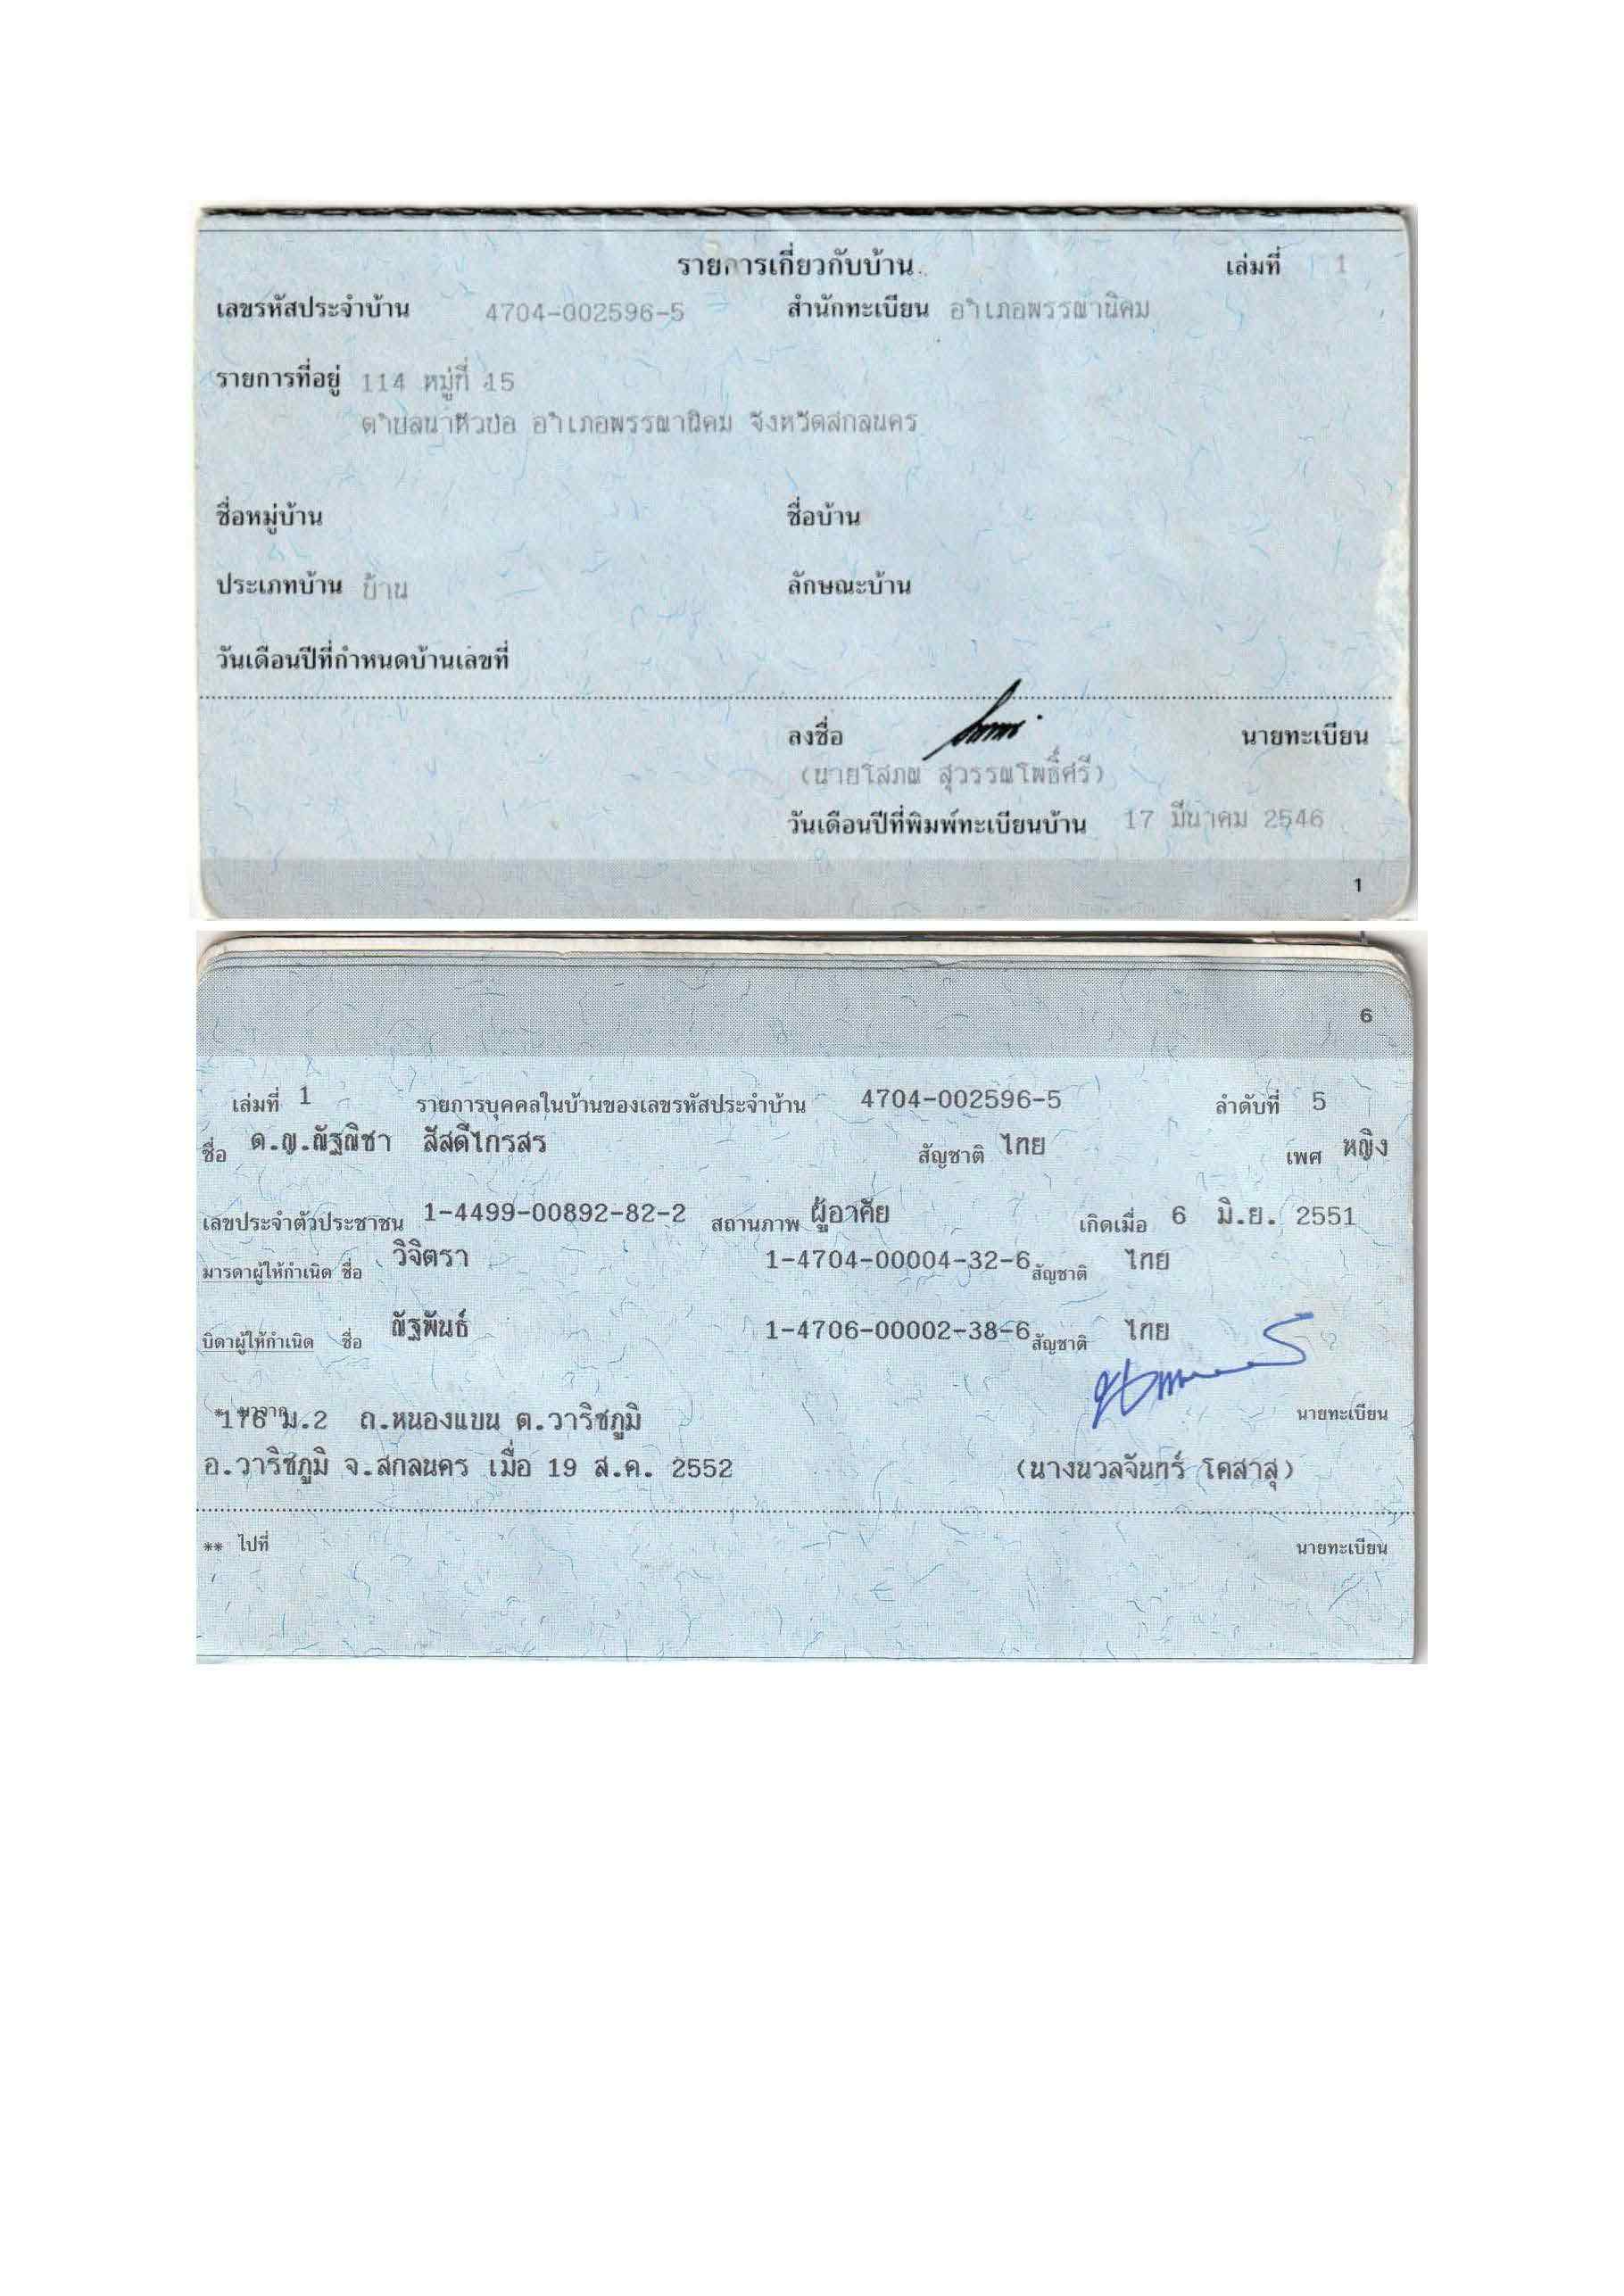 รายการเกี่ยวกับบ้าน เล่มที่ 1
เลขรหัสประจำบ้าน 4704-002596-5 สำนักทะเบียน อำเภอพรรณานิคม
รายการที่อยู่ 114 หมู่ที่ 15
ตำบลนาหัวบ่อ อำเภอพรรณานิคม จังหวัดสกลนคร
ชื่อหมู่บ้าน ชื่อบ้าน
ประเภทบ้าน บ้าน ลักษณะบ้าน
วันเดือนปีที่กำหนดบ้านเลขที่
ลงชื่อ นายทะเบียน
(นายโสภณ สุวรรณโพธิ์ศรี)
วันเดือนปีที่พิมพ์ทะเบียนบ้าน 17 มีนาคม 2546
1
6
เล่มที่ 1 รายการบุคคลในบ้านของเลขรหัสประจำบ้าน 4704-002596-5 ลำดับที่ 5
ชื่อ ด.ญ.ณัฐณิชา ลัสดีไกรสร สัญชาติ ไทย เพศ หญิง
เลขประจำตัวประชาชน 1-4499-00892-82-2 สถานภาพ ผู้อาศัย เกิดเมื่อ 6 มิ.ย. 2551
มารดาผู้ให้กำเนิด ชื่อ วิจิตรา 1-4704-00004-32-6 สัญชาติ ไทย
บิดาผู้ให้กำเนิด ชื่อ ณัฐพันธ์ 1-4706-00002-38-6 สัญชาติ ไทย
* มาจาก 176 ม.2 ถ.หนองแบน ต.วาริชภูมิ นายทะเบียน
อ.วาริชภูมิ จ.สกลนคร เมื่อ 19 ส.ค. 2552 (นางนวลจันทร์ โคสาสุ)
** ไปที่ นายทะเบียน